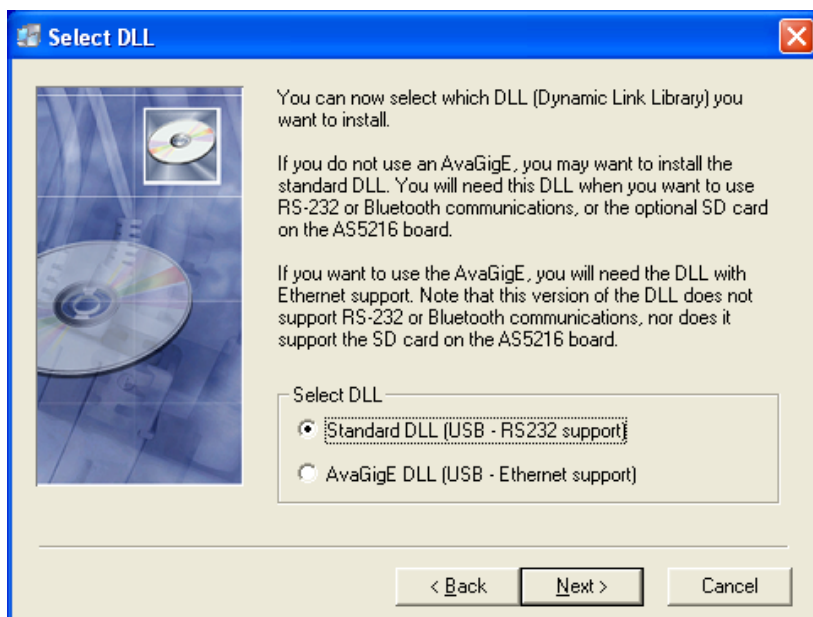 Select DLL
You can now select which DLL (Dynamic Link Library) you
want to install.
If you do not use an AvaGigE, you may want to install the
standard DLL. You will need this DLL when you want to use
RS-232 or Bluetooth communications, or the optional SD card
on the AS5216 board.
If you want to use the AvaGigE, you will need the DLL with
Ethernet support. Note that this version of the DLL does not
support RS-232 or Bluetooth communications, nor does it
support the SD card on the AS5216 board.
Select DLL
Standard DLL (USB - RS232 support)
AvaGigE DLL (USB - Ethernet support)
< Back Next > Cancel